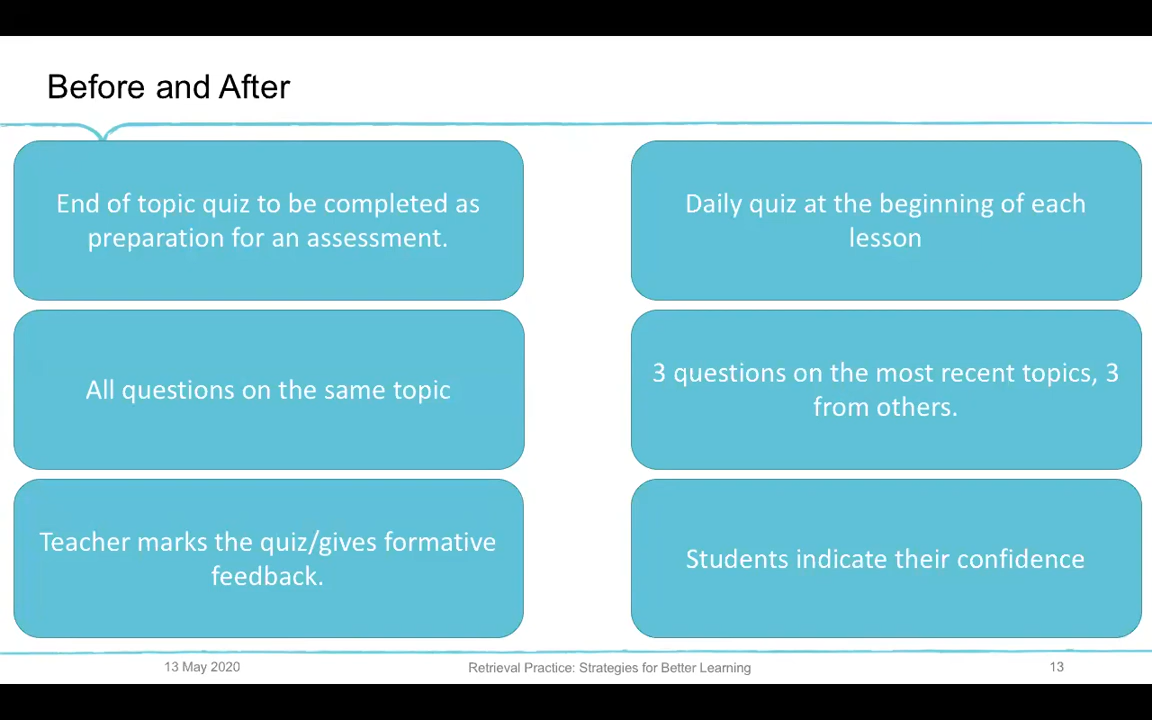 Before and After
End of topic quiz to be completed as
preparation for an assessment.
Daily quiz at the beginning of each
lesson
All questions on the same topic
3 questions on the most recent topics, 3
from others.
Teacher marks the quiz/gives formative
feedback.
Students indicate their confidence
13 May 2020
Retrieval Practice: Strategies for Better Learning
13